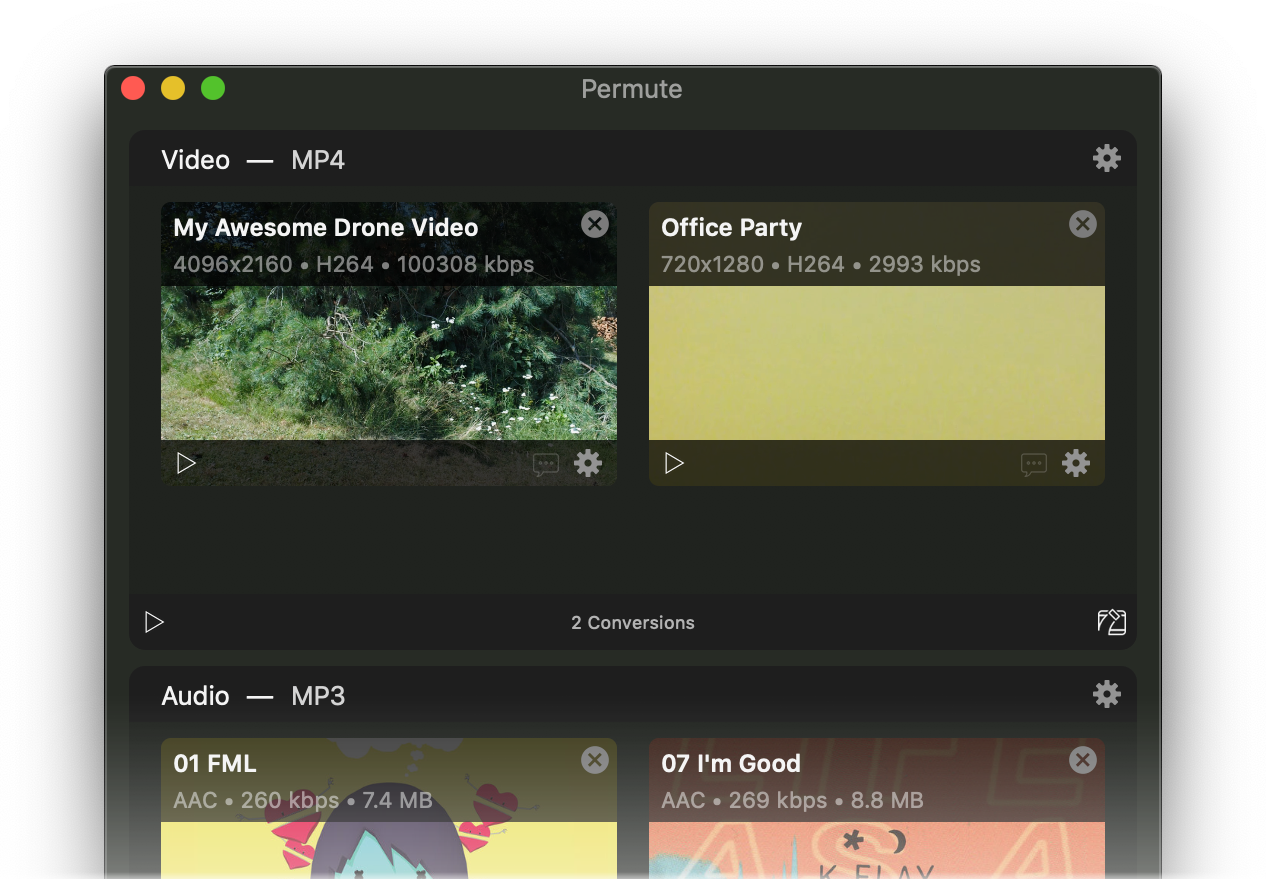 Permute
Video — MP4
My Awesome Drone Video
4096x2160 • H264 • 100308 kbps
Office Party
720x1280 • H264 • 2993 kbps
2 Conversions
Audio — MP3
01 FML
AAC • 260 kbps • 7.4 MB
07 I'm Good
AAC • 269 kbps • 8.8 MB
K.FLAY